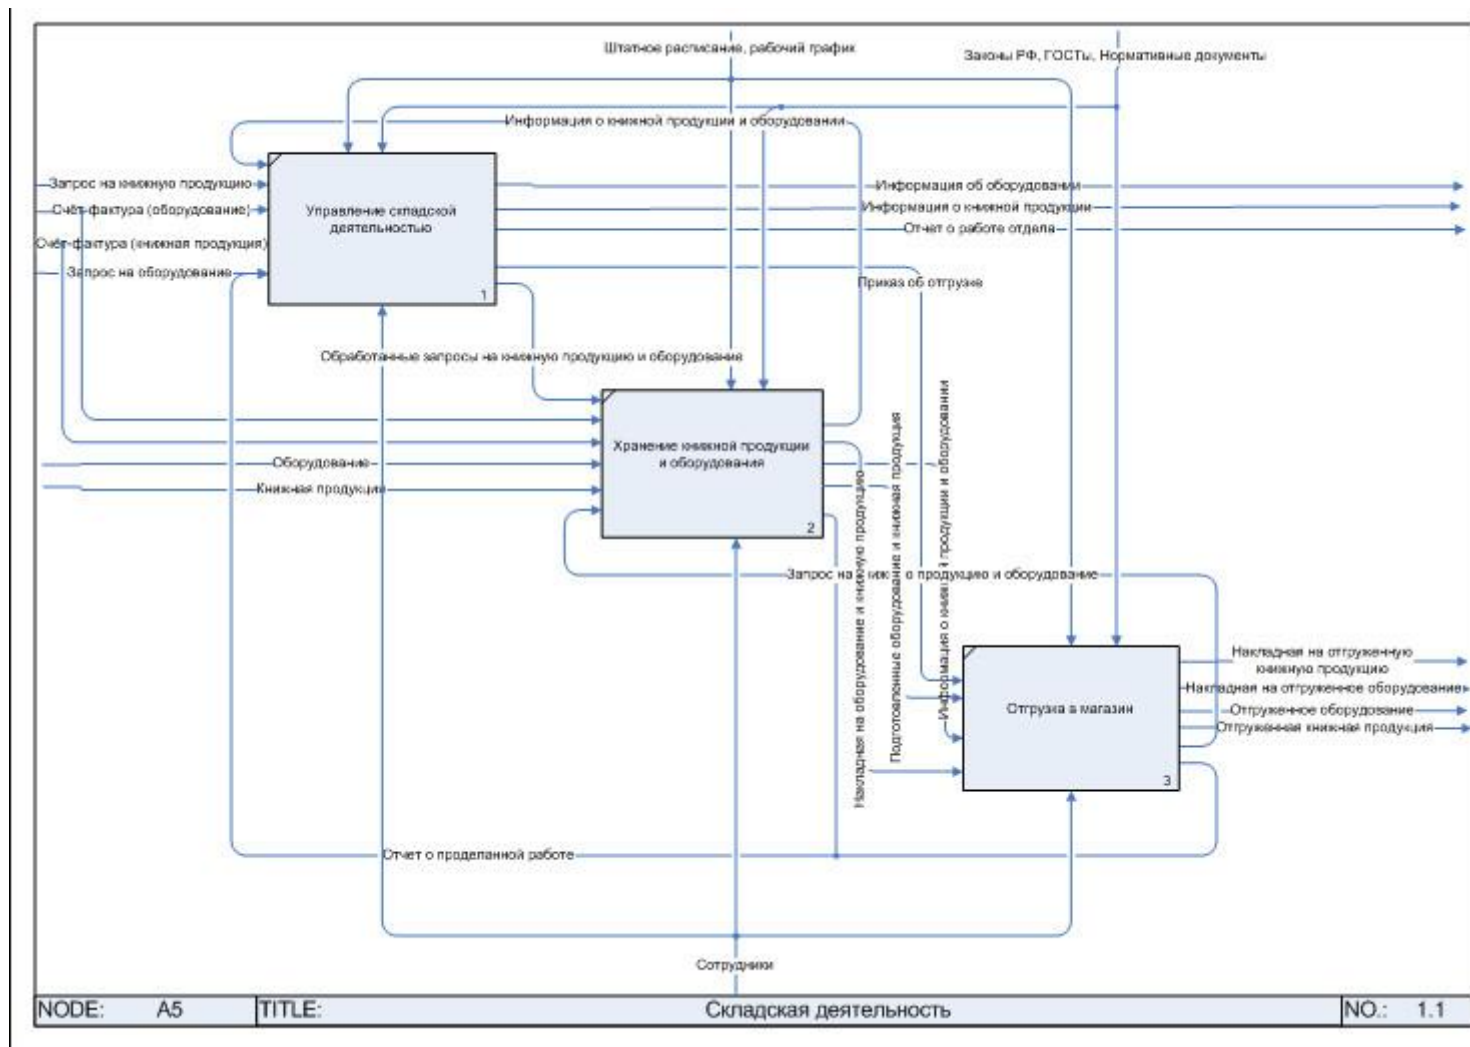 Штатное расписание, рабочий график
Законы РФ, ГОСТы, Нормативные документы
Информация о книжной продукции и оборудовании
Запрос на книжную продукцию
Счёт-фактура (оборудование)
Счёт-фактура (книжная продукция)
Запрос на оборудование
Управление складской
деятельностью
1
Информация об оборудовании
Информация о книжной продукции
Отчет о работе отдела
Приказ об отгрузке
Обработанные запросы на книжную продукцию и оборудование
Хранение книжной продукции
и оборудования
2
Оборудование
Книжная продукция
Накладная на оборудование и книжную продукцию
Подготовленные оборудование и книжная продукция
Информация о книжной продукции и оборудовании
Запрос на книжную продукцию и оборудование
Отгрузка в магазин
3
Накладная на отгруженную
книжную продукцию
Накладная на отгруженное оборудование
Отгруженное оборудование
Отгруженная книжная продукция
Отчет о проделанной работе
Сотрудники
NODE: A5 TITLE: Складская деятельность NO.: 1.1